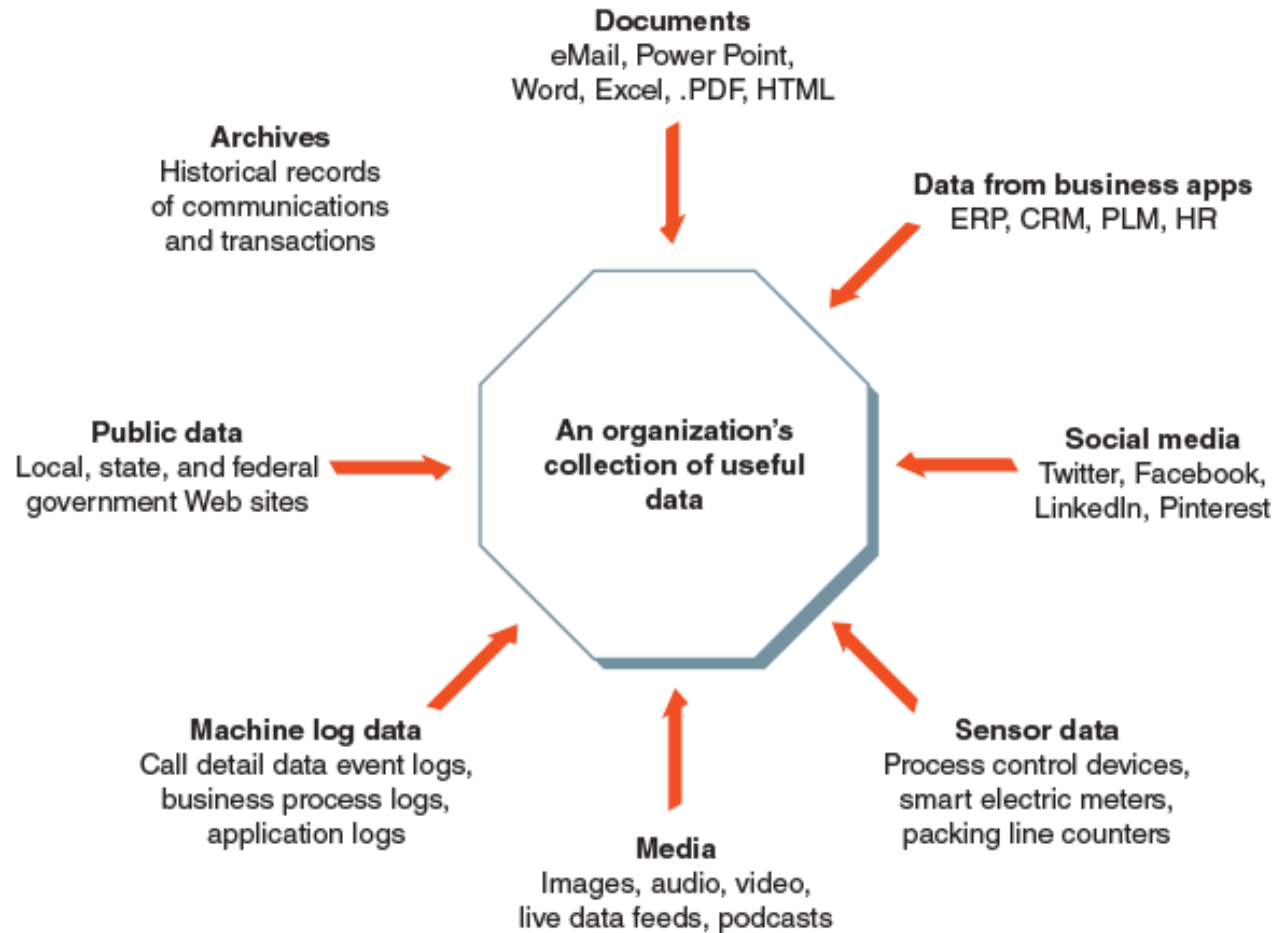 Documents
eMail, Power Point,
Word, Excel, .PDF, HTML
Archives
Historical records
of communications
and transactions
Data from business apps
ERP, CRM, PLM, HR
Public data
Local, state, and federal
government Web sites
An organization's
collection of useful
data
Social media
Twitter, Facebook,
LinkedIn, Pinterest
Machine log data
Call detail data event logs,
business process logs,
application logs
Sensor data
Process control devices,
smart electric meters,
packing line counters
Media
Images, audio, video,
live data feeds, podcasts